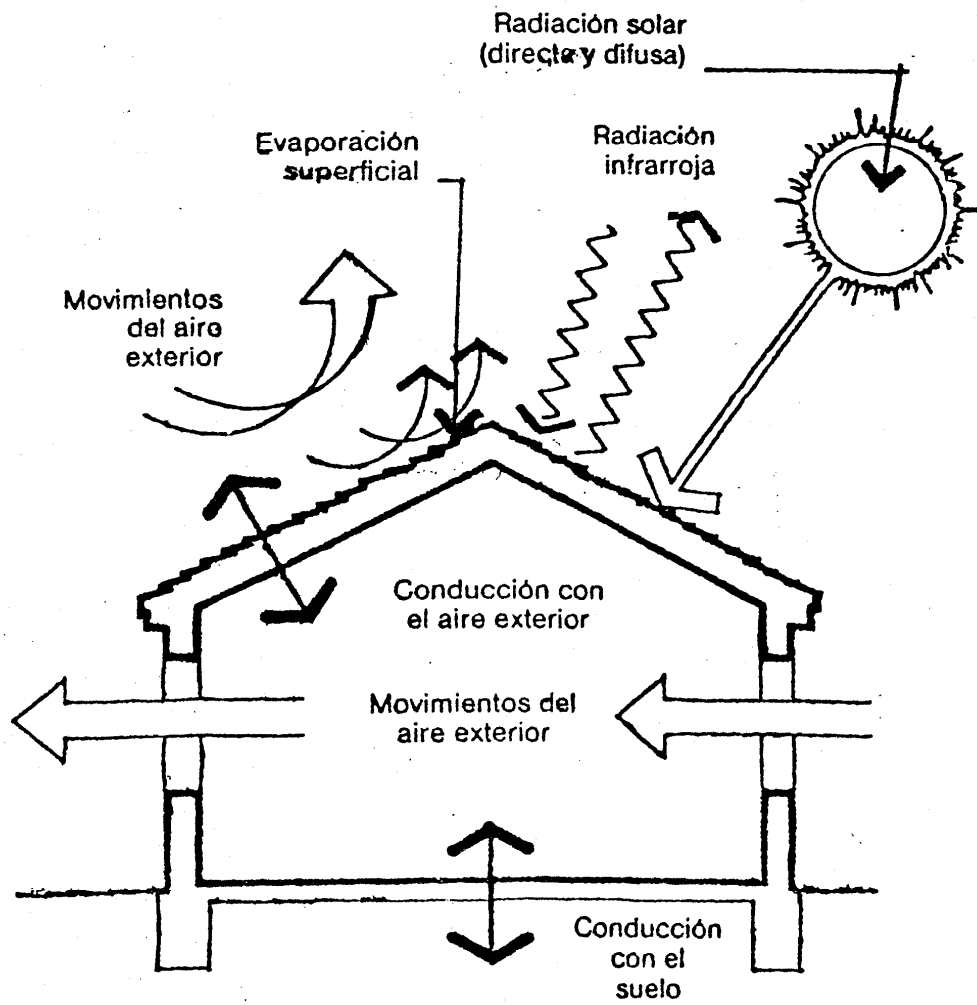 Radiación solar
(directa y difusa)
Evaporación
superficial
Radiación
infrarroja
Movimientos
del aire
exterior
Conducción con
el aire exterior
Movimientos del
aire exterior
Conducción
con el
suelo